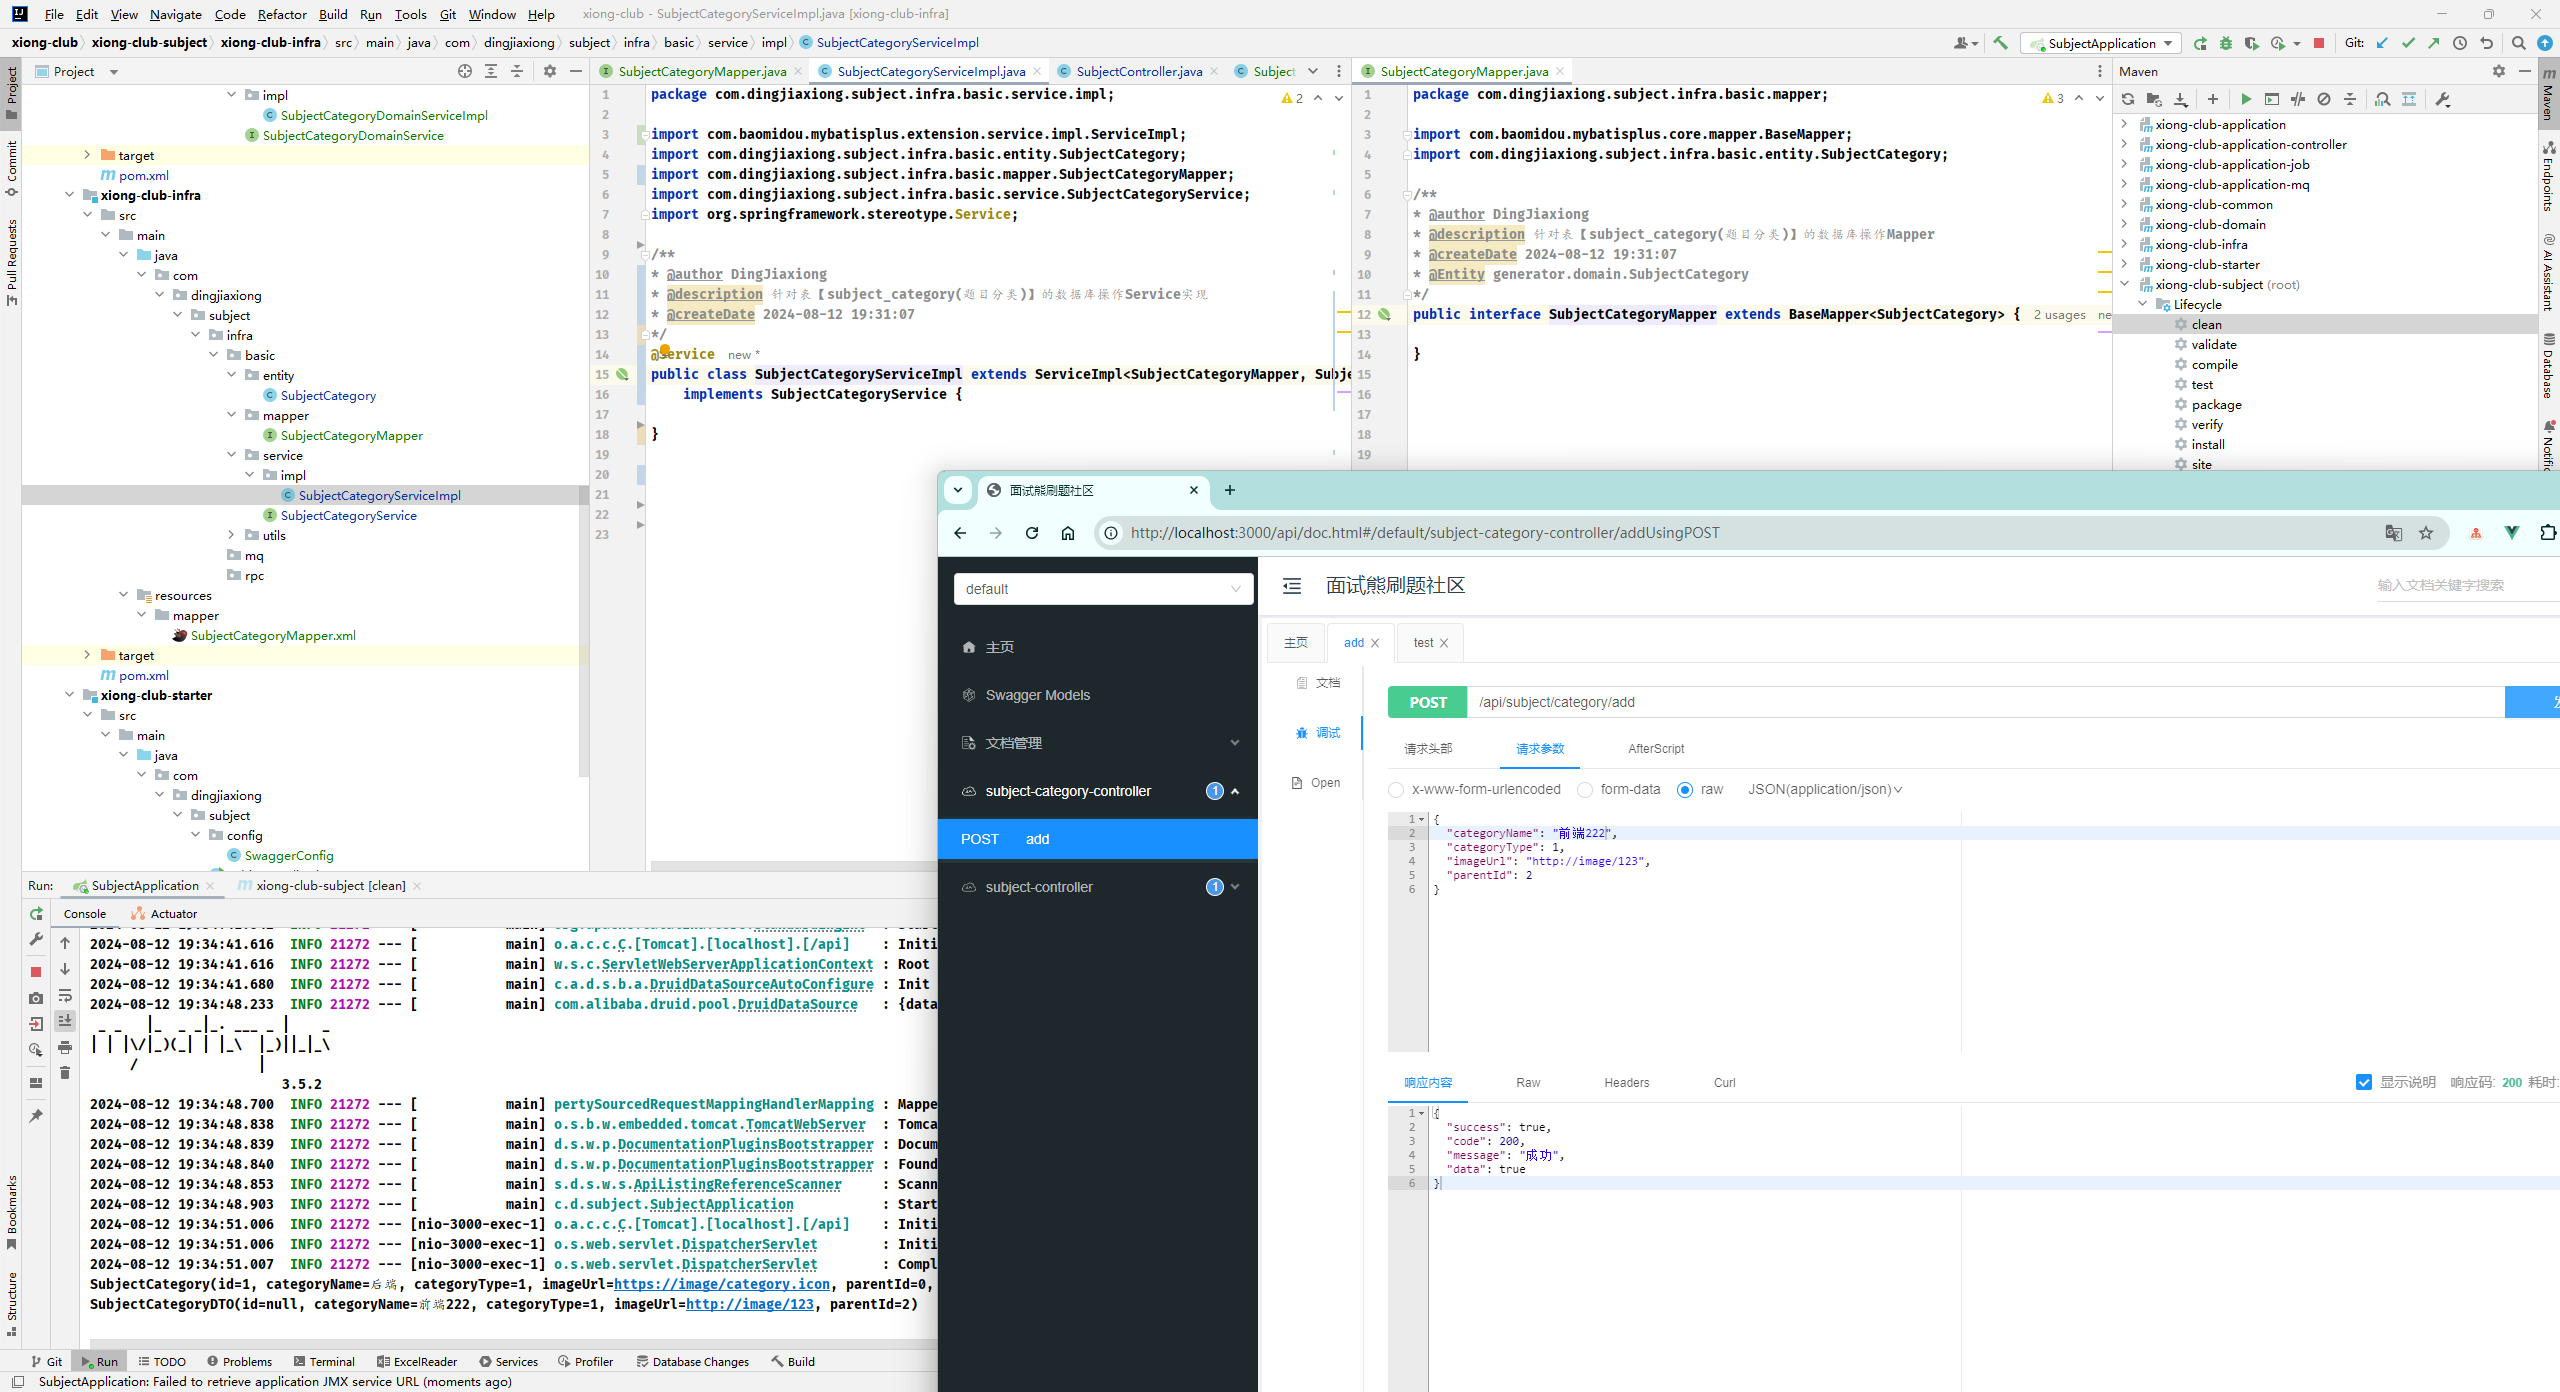 File Edit View Navigate Code Refactor Build Run Tools Git Window Help xiong-club - SubjectCategoryServiceImpl.java [xiong-club-infra]
xiong-club xiong-club-subject xiong-club-infra src main java com dingjiaxiong subject infra basic service impl SubjectCategoryServiceImpl
SubjectApplication Git:
Project
Commit
Pull Requests
Bookmarks
Structure
Project
impl
SubjectCategoryDomainServiceImpl
SubjectCategoryDomainService
target
pom.xml
xiong-club-infra
src
main
java
com
dingjiaxiong
subject
infra
basic
entity
SubjectCategory
mapper
SubjectCategoryMapper
service
impl
SubjectCategoryServiceImpl
SubjectCategoryService
utils
mq
rpc
resources
mapper
SubjectCategoryMapper.xml
target
pom.xml
xiong-club-starter
src
main
java
com
dingjiaxiong
subject
config
SwaggerConfig
SubjectCategoryMapper.java SubjectCategoryServiceImpl.java SubjectController.java Subject
2
1 package com.dingjiaxiong.subject.infra.basic.service.impl;
2
3 import com.baomidou.mybatisplus.extension.service.impl.ServiceImpl;
4 import com.dingjiaxiong.subject.infra.basic.entity.SubjectCategory;
5 import com.dingjiaxiong.subject.infra.basic.mapper.SubjectCategoryMapper;
6 import com.dingjiaxiong.subject.infra.basic.service.SubjectCategoryService;
7 import org.springframework.stereotype.Service;
8
9 /**
10 * @author DingJiaxiong
11 * @description 针对表【subject_category(题目分类)】的数据库操作Service实现
12 * @createDate 2024-08-12 19:31:07
13 */
14 @Service new *
15 public class SubjectCategoryServiceImpl extends ServiceImpl<SubjectCategoryMapper, Subje
16 implements SubjectCategoryService {
17
18 }
19
20
21
22
23
SubjectCategoryMapper.java
3
1 package com.dingjiaxiong.subject.infra.basic.mapper;
2
3 import com.baomidou.mybatisplus.core.mapper.BaseMapper;
4 import com.dingjiaxiong.subject.infra.basic.entity.SubjectCategory;
5
6 /**
7 * @author DingJiaxiong
8 * @description 针对表【subject_category(题目分类)】的数据库操作Mapper
9 * @createDate 2024-08-12 19:31:07
10 * @Entity generator.domain.SubjectCategory
11 */
12 public interface SubjectCategoryMapper extends BaseMapper<SubjectCategory> { 2 usages ne
13
14 }
15
16
17
18
19
Maven
xiong-club-application
xiong-club-application-controller
xiong-club-application-job
xiong-club-application-mq
xiong-club-common
xiong-club-domain
xiong-club-infra
xiong-club-starter
xiong-club-subject (root)
Lifecycle
clean
validate
compile
test
package
verify
install
site
Maven
Endpoints
AI Assistant
Database
Notific
面试熊刷题社区
http://localhost:3000/api/doc.html#/default/subject-category-controller/addUsingPOST
default
主页
Swagger Models
文档管理
subject-category-controller 1
POST add
subject-controller 1
面试熊刷题社区 输入文档关键字搜索
主页 add test
文档
调试
Open
POST /api/subject/category/add
请求头部 请求参数 AfterScript
x-www-form-urlencoded form-data raw JSON(application/json)
1 {
2 "categoryName": "前端222",
3 "categoryType": 1,
4 "imageUrl": "http://image/123",
5 "parentId": 2
6 }
响应内容 Raw Headers Curl 显示说明 响应码: 200 耗时:
1 {
2 "success": true,
3 "code": 200,
4 "message": "成功",
5 "data": true
6 }
Run: SubjectApplication xiong-club-subject [clean]
Console Actuator
2024-08-12 19:34:41.616 INFO 21272 --- [ main] o.a.c.c.C.[Tomcat].[localhost].[/api] : Initi
2024-08-12 19:34:41.616 INFO 21272 --- [ main] w.s.c.ServletWebServerApplicationContext : Root
2024-08-12 19:34:41.680 INFO 21272 --- [ main] c.a.d.s.b.a.DruidDataSourceAutoConfigure : Init
2024-08-12 19:34:48.233 INFO 21272 --- [ main] com.alibaba.druid.pool.DruidDataSource : {data
3.5.2
2024-08-12 19:34:48.700 INFO 21272 --- [ main] pertySourcedRequestMappingHandlerMapping : Mappe
2024-08-12 19:34:48.838 INFO 21272 --- [ main] o.s.b.w.embedded.tomcat.TomcatWebServer : Tomca
2024-08-12 19:34:48.839 INFO 21272 --- [ main] d.s.w.p.DocumentationPluginsBootstrapper : Docum
2024-08-12 19:34:48.840 INFO 21272 --- [ main] d.s.w.p.DocumentationPluginsBootstrapper : Found
2024-08-12 19:34:48.853 INFO 21272 --- [ main] s.d.s.w.s.ApiListingReferenceScanner : Scann
2024-08-12 19:34:48.903 INFO 21272 --- [ main] c.d.subject.SubjectApplication : Start
2024-08-12 19:34:51.006 INFO 21272 --- [nio-3000-exec-1] o.a.c.c.C.[Tomcat].[localhost].[/api] : Initi
2024-08-12 19:34:51.006 INFO 21272 --- [nio-3000-exec-1] o.s.web.servlet.DispatcherServlet : Initi
2024-08-12 19:34:51.007 INFO 21272 --- [nio-3000-exec-1] o.s.web.servlet.DispatcherServlet : Compl
SubjectCategory(id=1, categoryName=后端, categoryType=1, imageUrl=https://image/category.icon, parentId=0,
SubjectCategoryDTO(id=null, categoryName=前端222, categoryType=1, imageUrl=http://image/123, parentId=2)
Git Run TODO Problems Terminal ExcelReader Services Profiler Database Changes Build
SubjectApplication: Failed to retrieve application JMX service URL (moments ago)